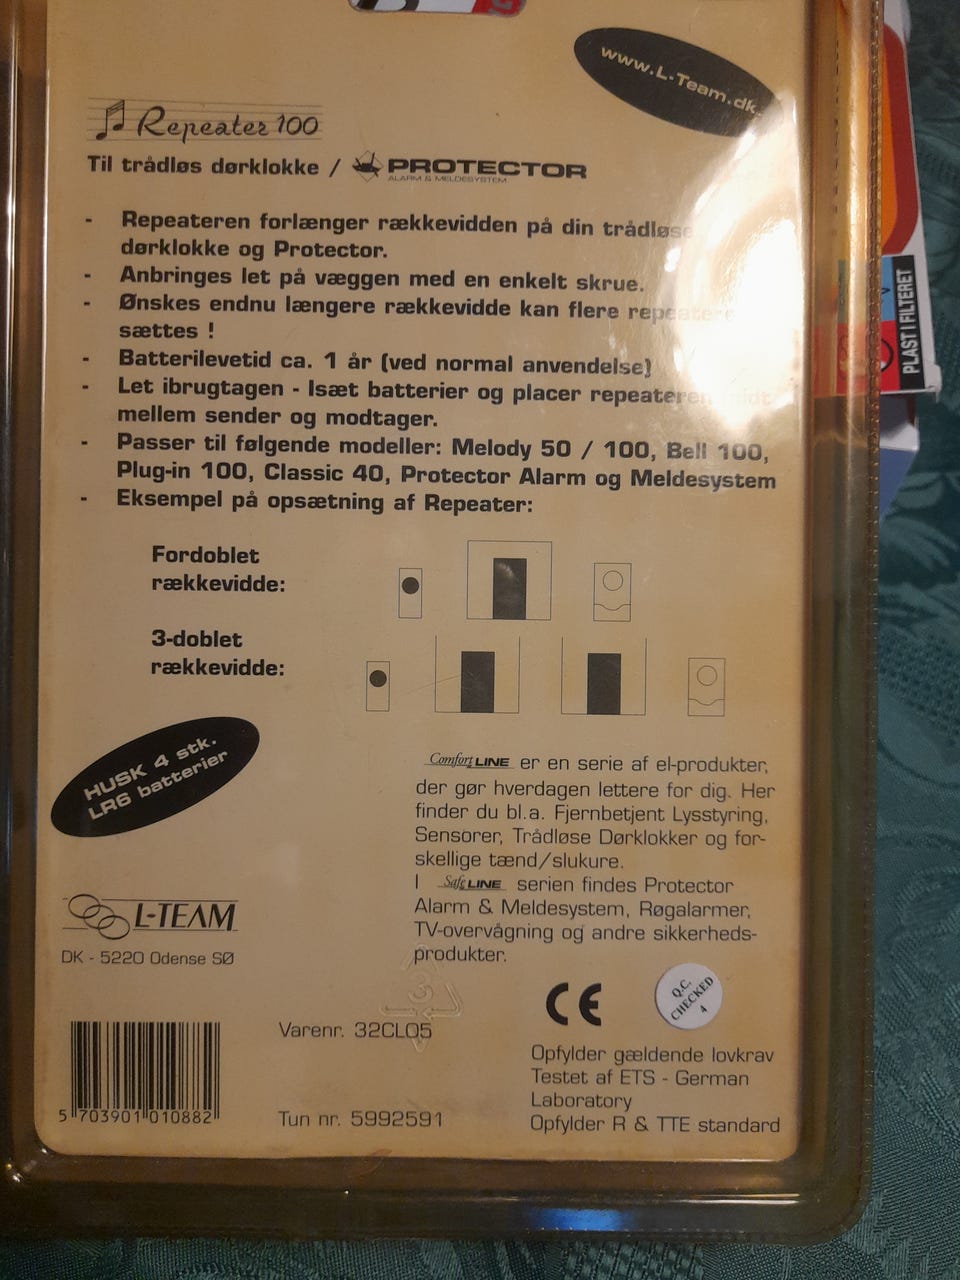 www.L-Team.dk
Repeater 100
Til trådløs dørklokke / PROTECTOR
ALARM & MELDESYSTEM
- Repeateren forlænger rækkevidden på din trådløse
dørklokke og Protector.
- Anbringes let på væggen med en enkelt skrue.
- Ønskes endnu længere rækkevidde kan flere repeatere
sættes !
- Batterilevetid ca. 1 år (ved normal anvendelse)
- Let ibrugtagen - Isæt batterier og placer repeateren midt
mellem sender og modtager.
- Passer til følgende modeller: Melody 50 / 100, Bell 100,
Plug-in 100, Classic 40, Protector Alarm og Meldesystem
- Eksempel på opsætning af Repeater:
Fordoblet
rækkevidde:
3-doblet
rækkevidde:
HUSK 4 stk.
LR6 batterier
Comfort LINE er en serie af el-produkter,
der gør hverdagen lettere for dig. Her
finder du bl.a. Fjernbetjent Lysstyring,
Sensorer, Trådløse Dørklokker og for-
skellige tænd/slukure.
I Safe LINE serien findes Protector
Alarm & Meldesystem, Røgalarmer,
TV-overvågning og andre sikkerheds-
produkter.
L-TEAM
DK - 5220 Odense SØ
3
CE
Q.C.
CHECKED
4
Varenr. 32CL05
Opfylder gældende lovkrav
Testet af ETS - German
Laboratory
Opfylder R & TTE standard
5 703901 010882
Tun nr. 5992591
PLAST I FILTERET